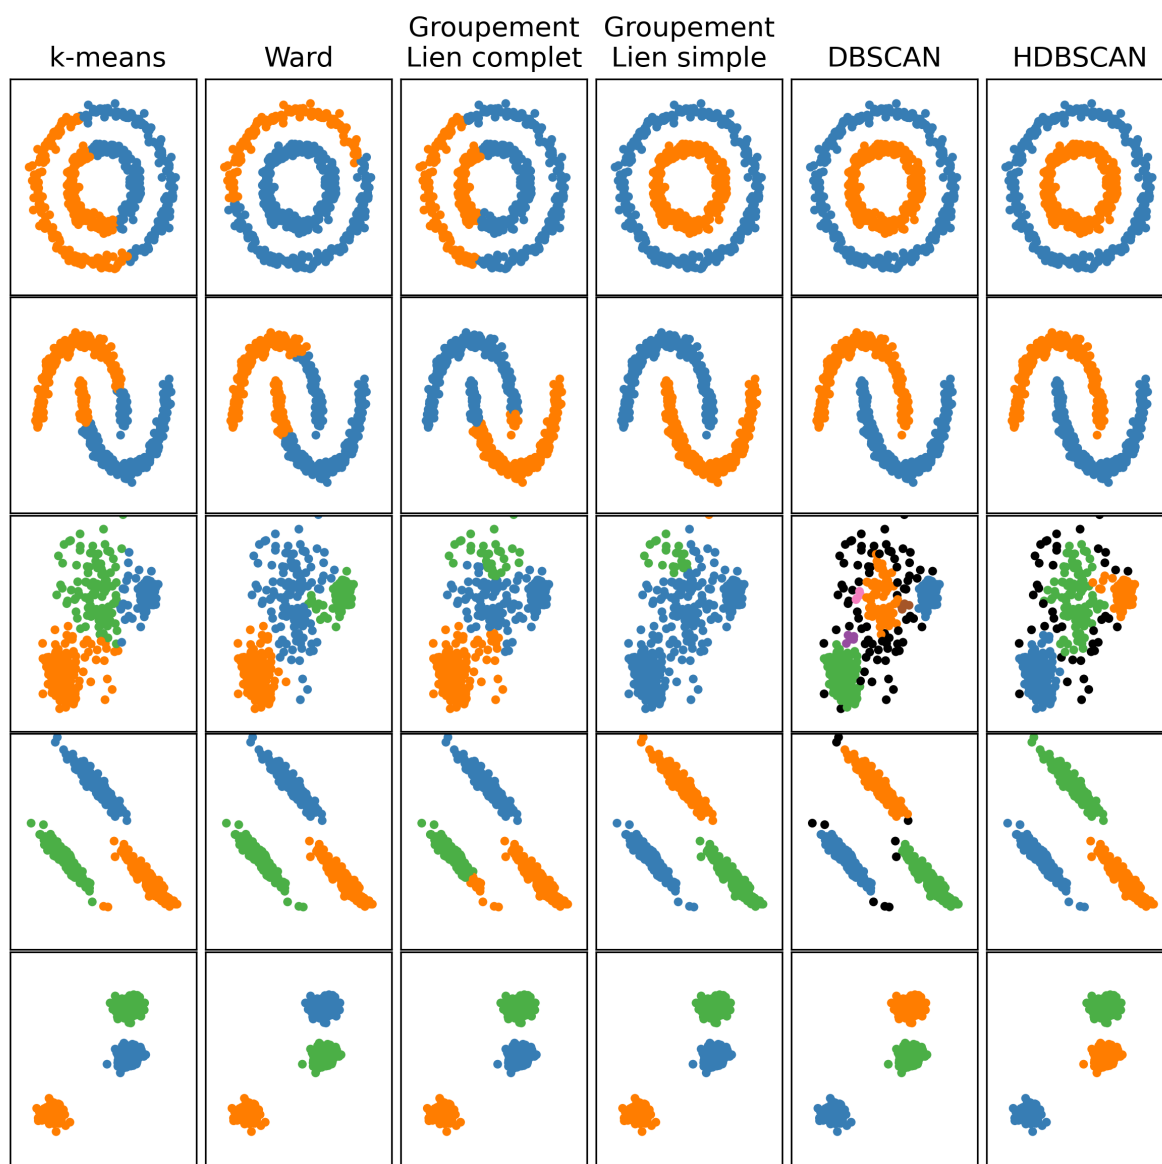 k-means
Ward
Groupement
Lien complet
Groupement
Lien simple
DBSCAN
HDBSCAN